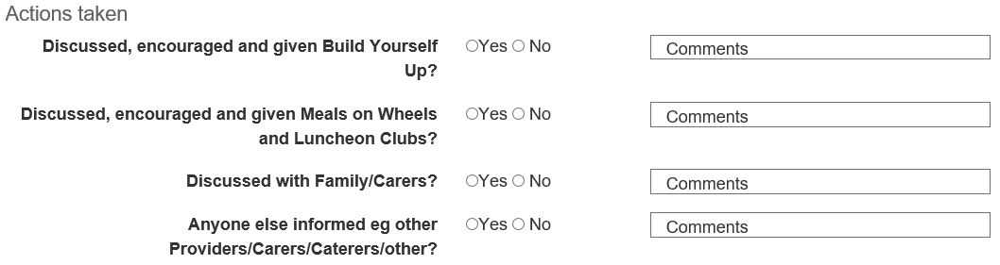 Actions taken
Discussed, encouraged and given Build Yourself Yes No Comments
Up?
Discussed, encouraged and given Meals on Wheels Yes No Comments
and Luncheon Clubs?
Discussed with Family/Carers? Yes No Comments
Anyone else informed eg other Yes No Comments
Providers/Carers/Caterers/other?